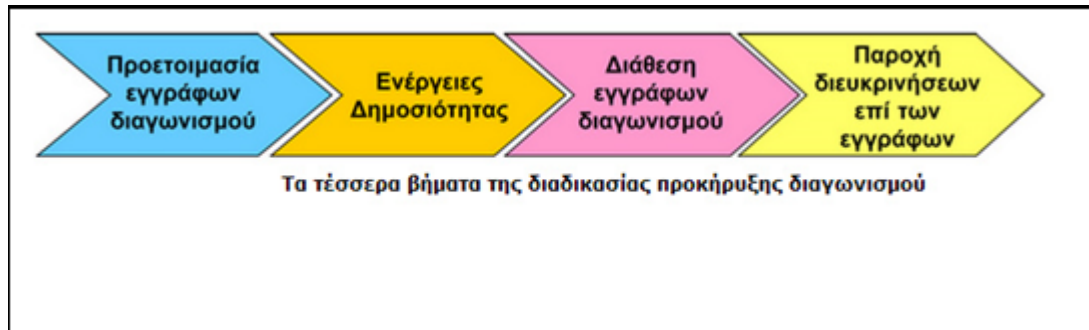 Προετοιμασία
εγγράφων
διαγωνισμού
Ενέργειες
Δημοσιότητας
Διάθεση
εγγράφων
διαγωνισμού
Παροχή
διευκρινήσεων
επί των
εγγράφων
Τα τέσσερα βήματα της διαδικασίας προκήρυξης διαγωνισμού